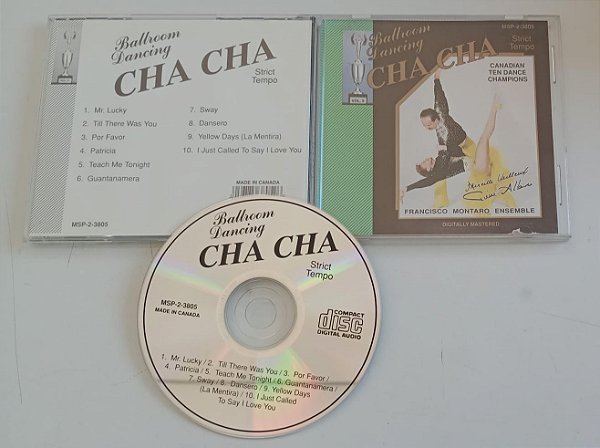 Ballroom
Dancing
CHA CHA
Strict
Tempo
1. Mr. Lucky
2. Till There Was You
3. Por Favor
4. Patricia
5. Teach Me Tonight
6. Guantanamera
7. Sway
8. Dansero
9. Yellow Days (La Mentira)
10. I Just Called To Say I Love You
MADE IN CANADA
MSP-2-3805
MSP-2-3805
Ballroom
Dancing
CHA CHA
Strict
Tempo
VOL. 5
CANADIAN
TEN DANCE
CHAMPIONS
FRANCISCO MONTARO ENSEMBLE
DIGITALLY MASTERED
Ballroom
Dancing
CHA CHA
Strict
Tempo
MSP-2-3805
MADE IN CANADA
COMPACT
disc
DIGITAL AUDIO
1. Mr. Lucky / 2. Till There Was You / 3. Por Favor /
4. Patricia / 5. Teach Me Tonight / 6. Guantanamera /
7. Sway / 8. Dansero / 9. Yellow Days
(La Mentira) / 10. I Just Called
To Say I Love You